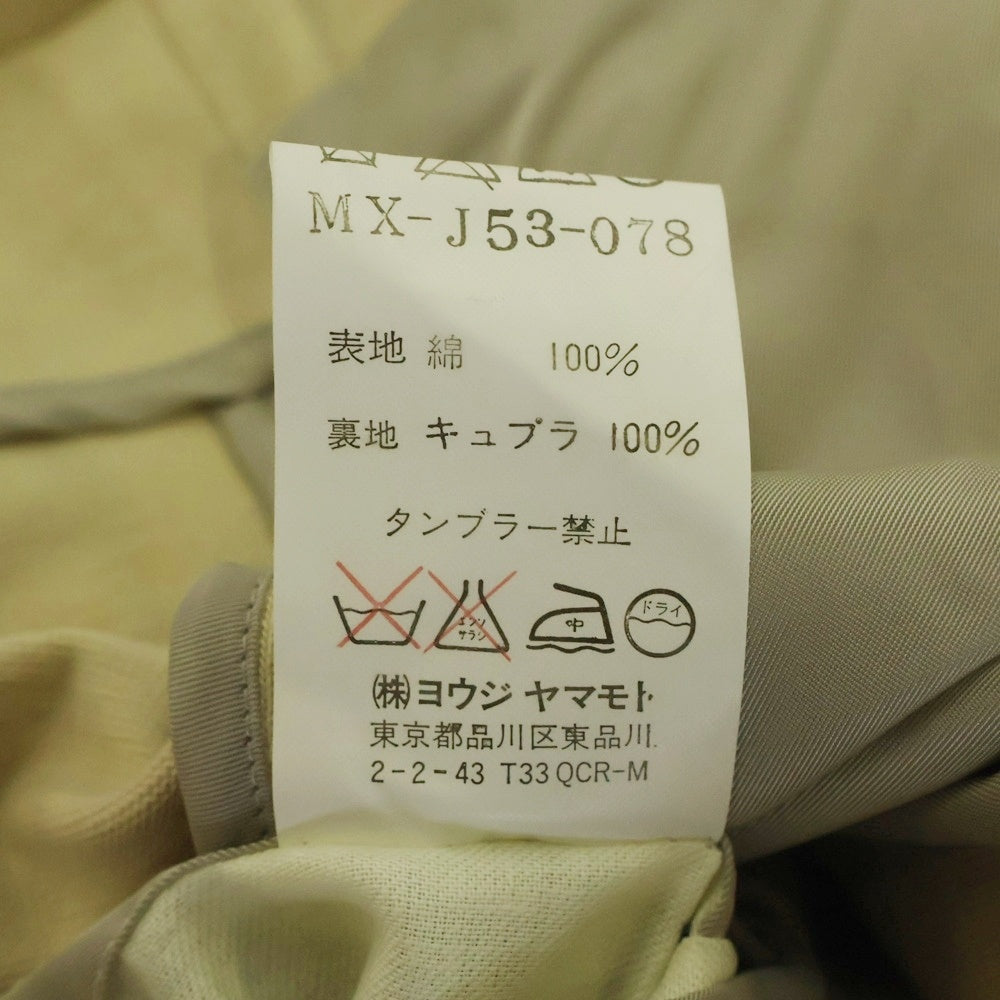 MX-J53-078
表地 綿 100%
裏地 キュプラ 100%
タンブラー禁止
エンソ
サラシ
中
ドライ
(株)ヨウジ ヤマモト
東京都品川区東品川
2-2-43 T33QCR-M